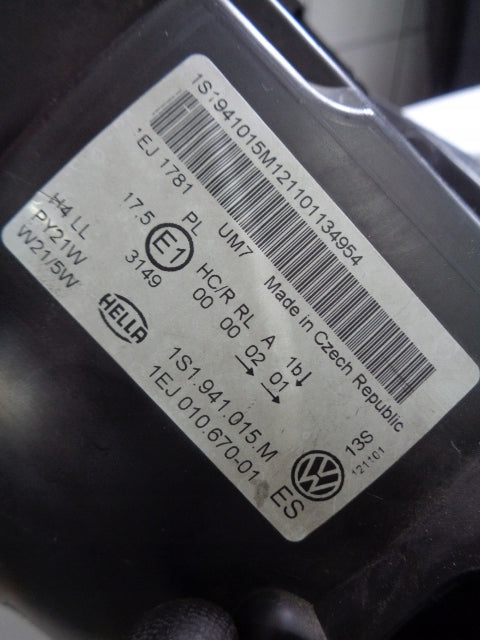 1S1941015M121101134954
1EJ 1781 PL UM7 Made in Czech Republic
17.5 E1 HC/R RL A 1b↓
3149 00 00 02 01
H4 LL
PY21W
W21/5W
HELLA
1S1.941.015.M
1EJ 010.670-01
ES
13S
121101